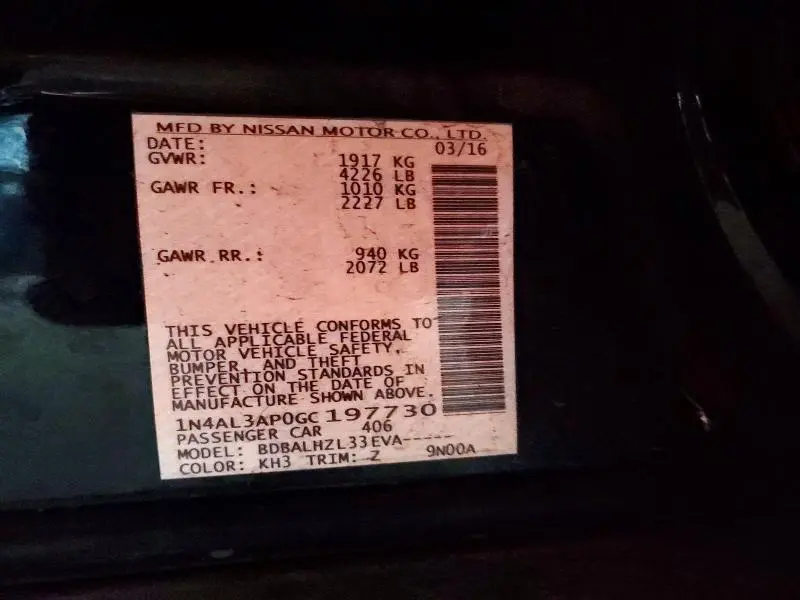 MFD BY NISSAN MOTOR CO., LTD.
DATE: 03/16
GVWR: 1917 KG
4226 LB
GAWR FR.: 1010 KG
2227 LB
GAWR RR.: 940 KG
2072 LB
THIS VEHICLE CONFORMS TO
ALL APPLICABLE FEDERAL
MOTOR VEHICLE SAFETY,
BUMPER, AND THEFT
PREVENTION STANDARDS IN
EFFECT ON THE DATE OF
MANUFACTURE SHOWN ABOVE.
1N4AL3AP0GC197730
PASSENGER CAR 406
MODEL: BDBALHZL33EVA-----
COLOR: KH3 TRIM: Z 9N00A